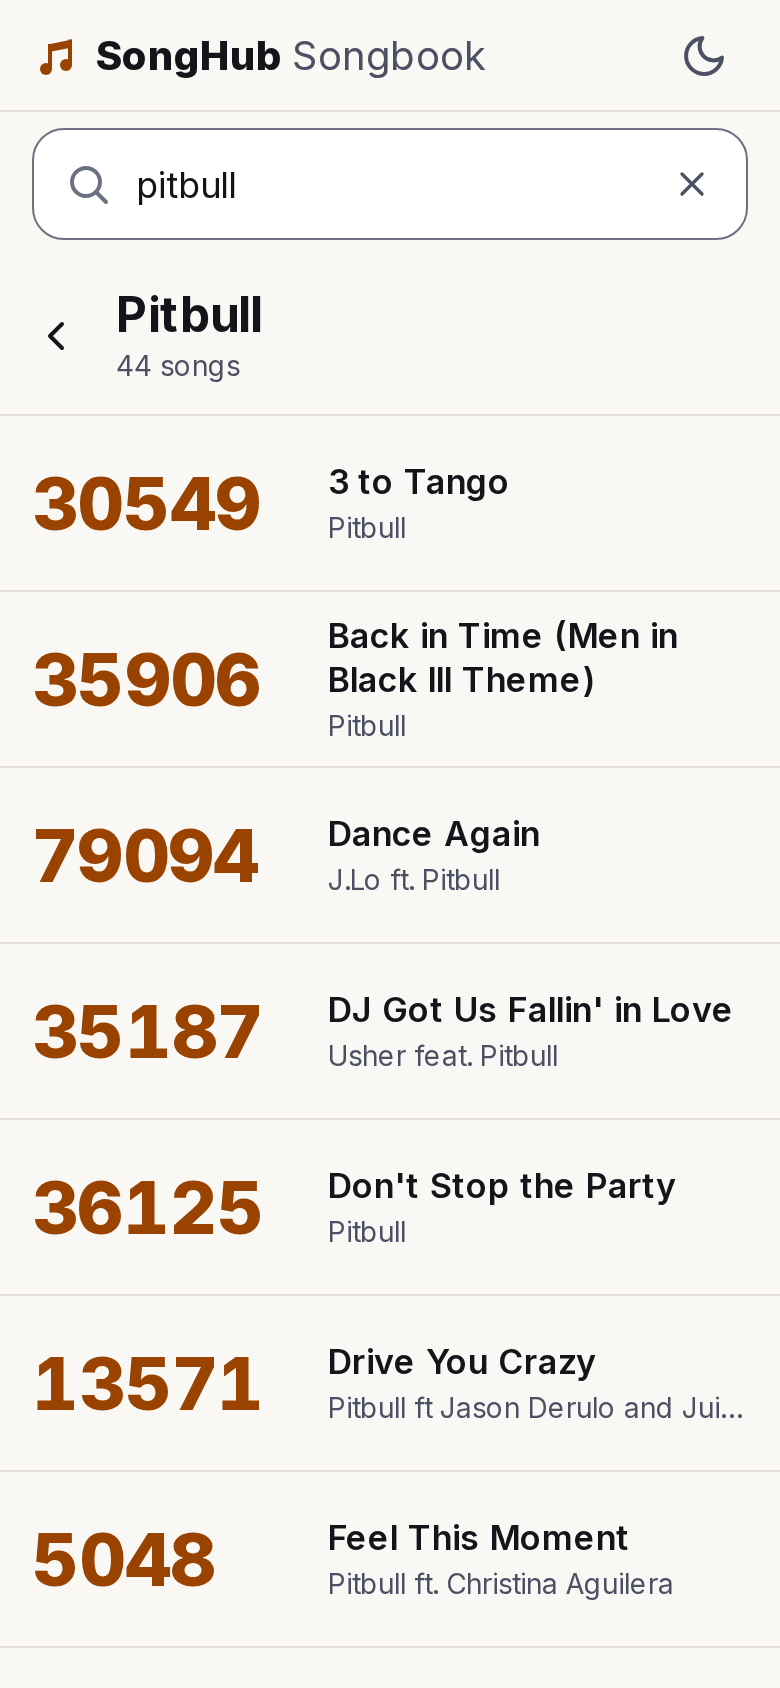 SongHub Songbook
pitbull
Pitbull
44 songs
30549
3 to Tango
Pitbull
35906
Back in Time (Men in
Black III Theme)
Pitbull
79094
Dance Again
J.Lo ft. Pitbull
35187
DJ Got Us Fallin' in Love
Usher feat. Pitbull
36125
Don't Stop the Party
Pitbull
13571
Drive You Crazy
Pitbull ft Jason Derulo and Jui...
5048
Feel This Moment
Pitbull ft. Christina Aguilera